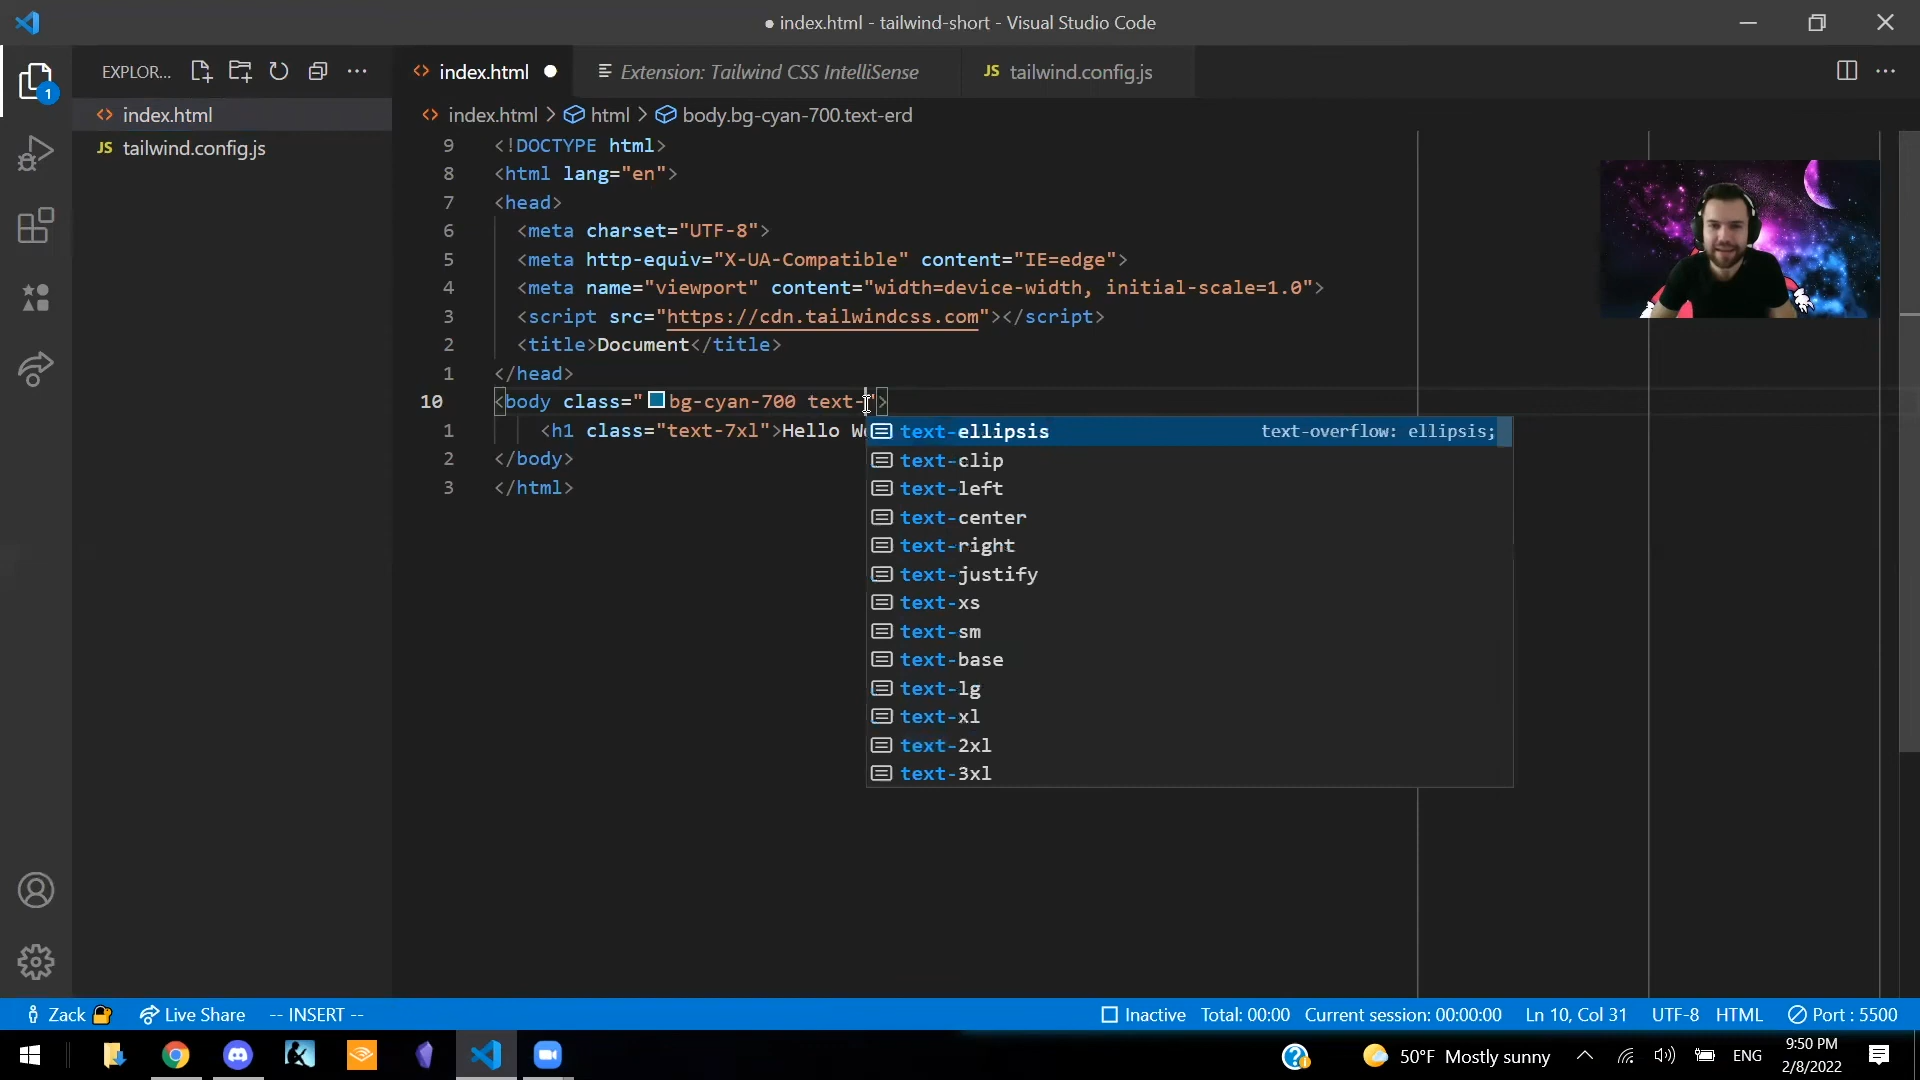 ● index.html - tailwind-short - Visual Studio Code
EXPLOR...
index.html
Extension: Tailwind CSS IntelliSense
JS tailwind.config.js
1
index.html
JS tailwind.config.js
index.html > html > body.bg-cyan-700.text-erd
9 <!DOCTYPE html>
8 <html lang="en">
7 <head>
6 <meta charset="UTF-8">
5 <meta http-equiv="X-UA-Compatible" content="IE=edge">
4 <meta name="viewport" content="width=device-width, initial-scale=1.0">
3 <script src="https://cdn.tailwindcss.com"></script>
2 <title>Document</title>
1 </head>
10 <body class="bg-cyan-700 text-">
1 <h1 class="text-7xl">Hello W
2 </body>
3 </html>
text-ellipsis text-overflow: ellipsis;
text-clip
text-left
text-center
text-right
text-justify
text-xs
text-sm
text-base
text-lg
text-xl
text-2xl
text-3xl
Zack Live Share -- INSERT -- Inactive Total: 00:00 Current session: 00:00:00 Ln 10, Col 31 UTF-8 HTML Port : 5500
50°F Mostly sunny ENG
9:50 PM
2/8/2022